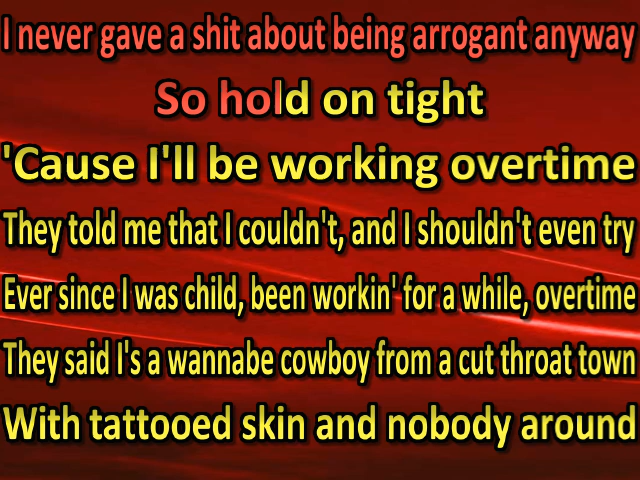 I never gave a shit about being arrogant anyway
So hold on tight
'Cause I'll be working overtime
They told me that I couldn't, and I shouldn't even try
Ever since I was child, been workin' for a while, overtime
They said I's a wannabe cowboy from a cut throat town
With tattooed skin and nobody around